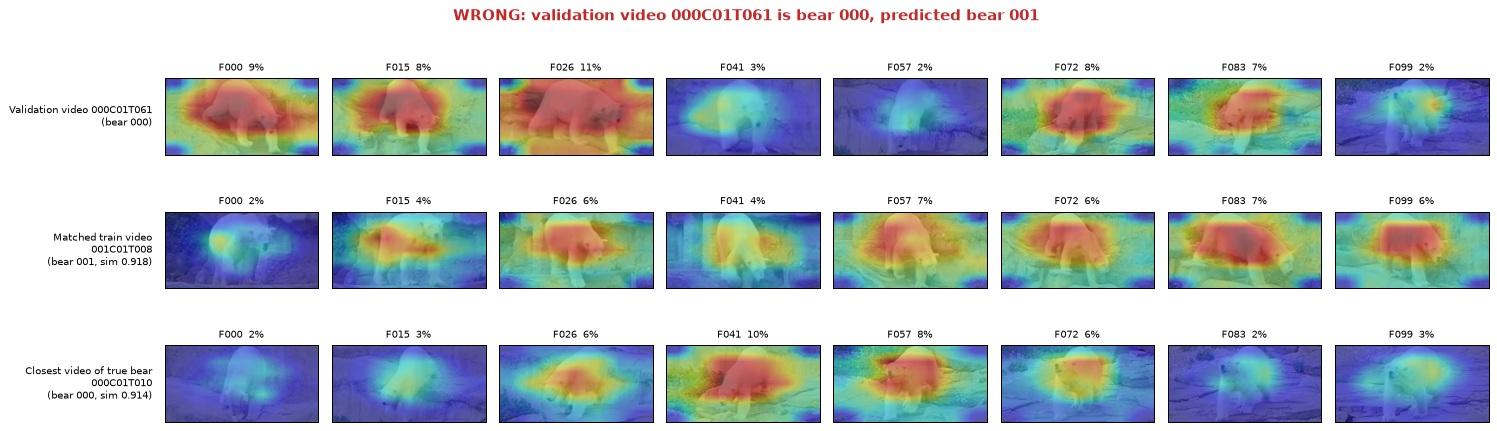 WRONG: validation video 000C01T061 is bear 000, predicted bear 001
F000 9% F015 8% F026 11% F041 3% F057 2% F072 8% F083 7% F099 2%
Validation video 000C01T061
(bear 000)
F000 2% F015 4% F026 6% F041 4% F057 7% F072 6% F083 7% F099 6%
Matched train video
001C01T008
(bear 001, sim 0.918)
F000 2% F015 3% F026 6% F041 10% F057 8% F072 6% F083 2% F099 3%
Closest video of true bear
000C01T010
(bear 000, sim 0.914)